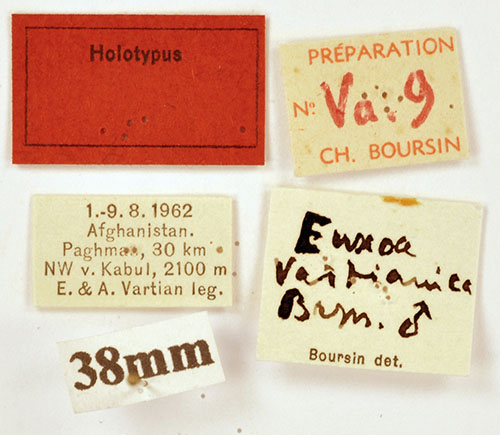 Holotypus
PRÉPARATION
No. Va.9
CH. BOURSIN
1.-9. 8. 1962
Afghanistan.
Paghman, 30 km
NW v. Kabul, 2100 m
E. & A. Vartian leg.
Euxoa
vartianica
Brsn. ♂
Boursin det.
38mm